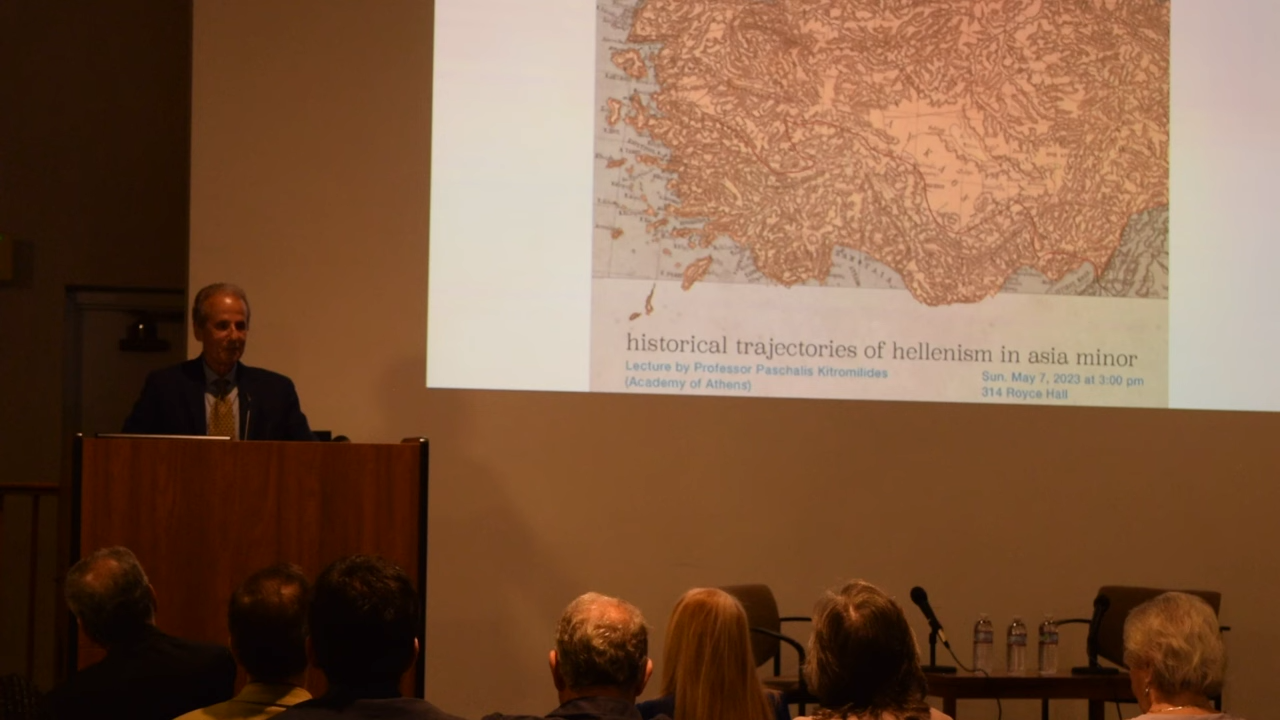 historical trajectories of hellenism in asia minor
Lecture by Professor Paschalis Kitromilides
(Academy of Athens)
Sun. May 7, 2023 at 3:00 pm
314 Royce Hall